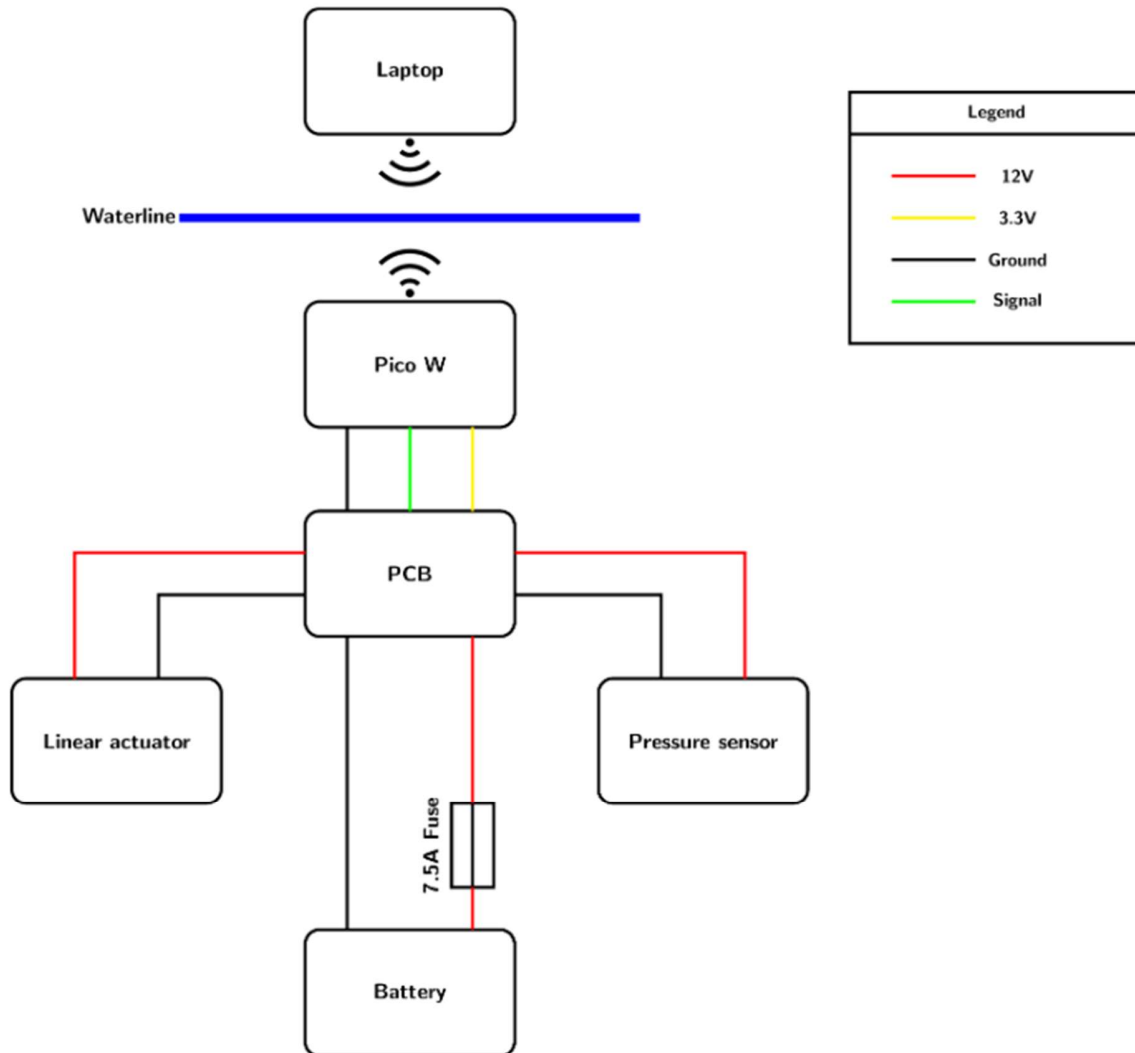 Laptop
Legend
12V
Waterline
3.3V
Ground
Signal
Pico W
PCB
Linear actuator
Pressure sensor
7.5A Fuse
Battery